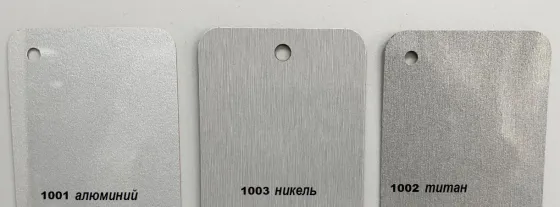 1001 алюминий
1003 никель
1002 титан